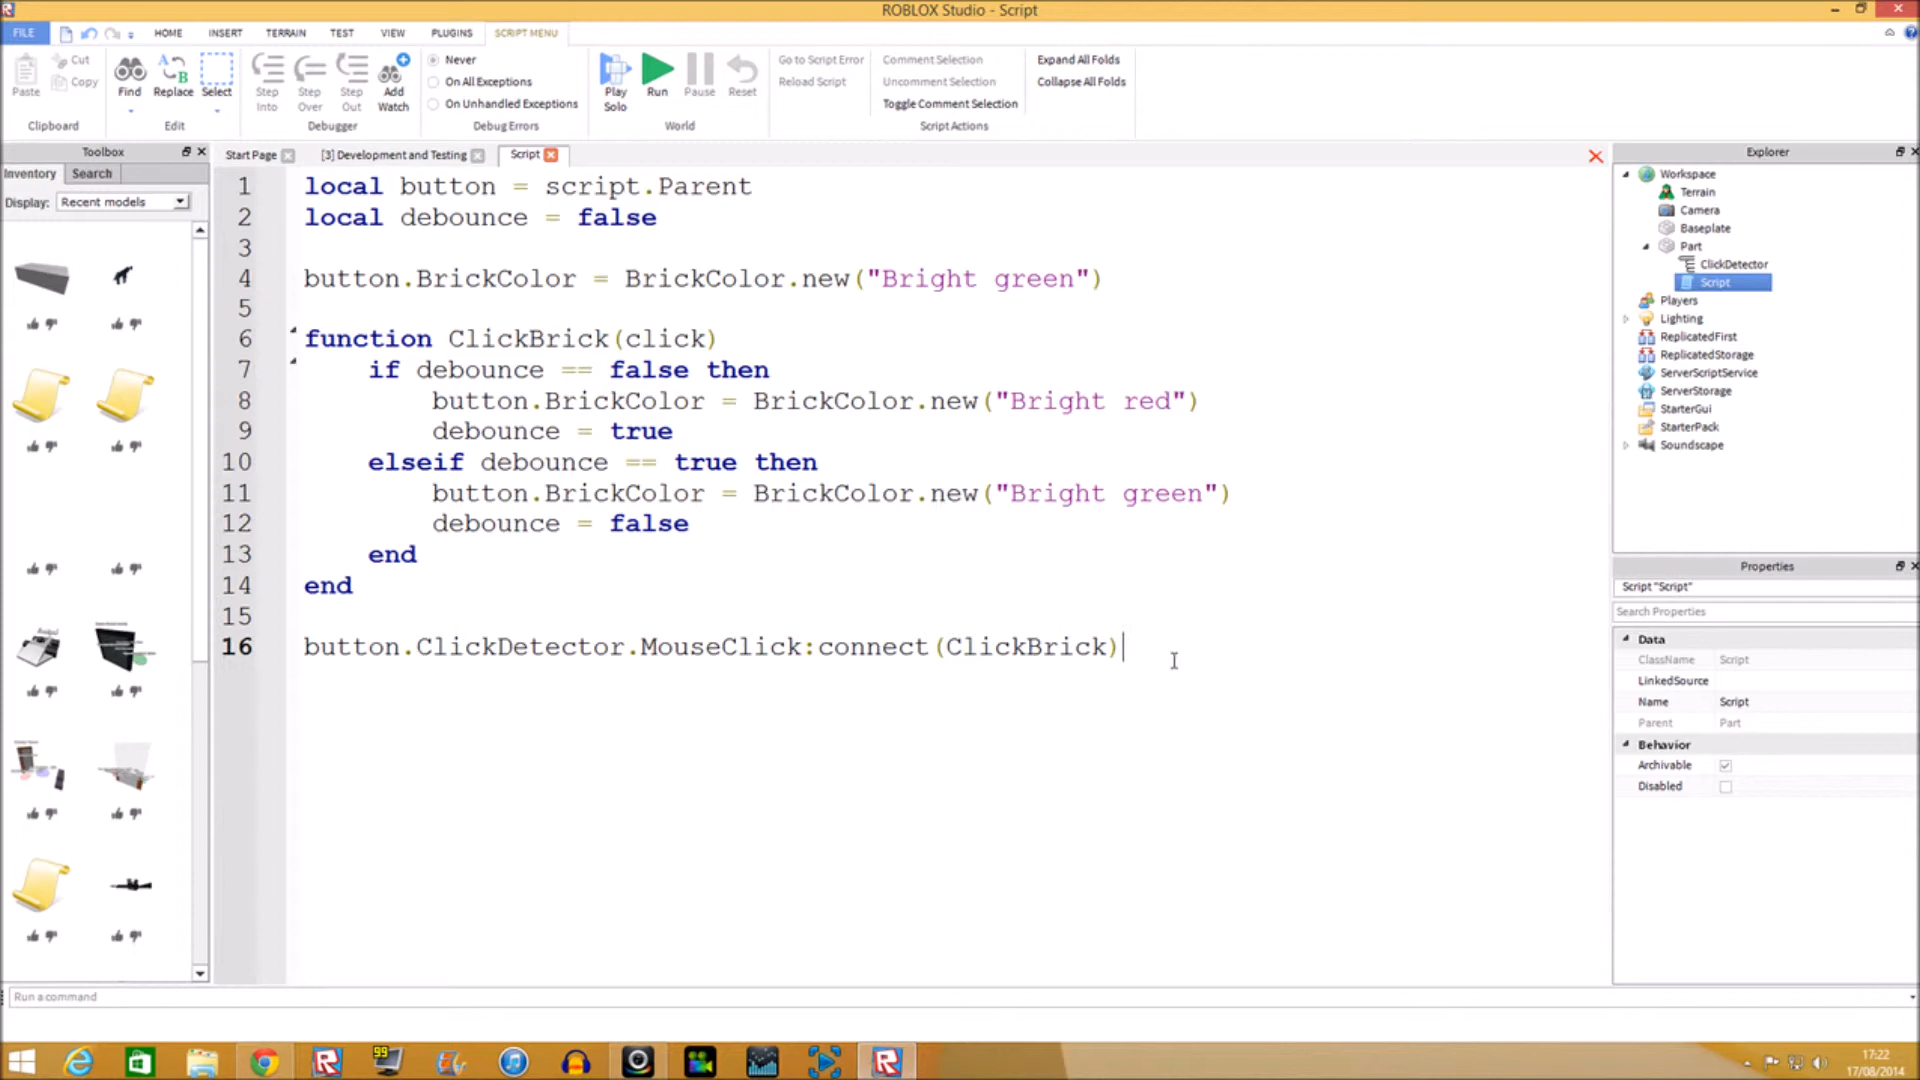 ROBLOX Studio - Script
FILE HOME INSERT TERRAIN TEST VIEW PLUGINS SCRIPT MENU
Paste
Cut
Copy
Clipboard
Find
Replace
Select
Edit
Step Into
Step Over
Step Out
Add Watch
Debugger
Never
On All Exceptions
On Unhandled Exceptions
Debug Errors
Play Solo
Run
Pause
Reset
World
Go to Script Error
Reload Script
Comment Selection
Uncomment Selection
Toggle Comment Selection
Script Actions
Expand All Folds
Collapse All Folds
Toolbox
Inventory Search
Display: Recent models
Start Page [3] Development and Testing Script
1 local button = script.Parent
2 local debounce = false
3
4 button.BrickColor = BrickColor.new("Bright green")
5
6 function ClickBrick(click)
7 if debounce == false then
8 button.BrickColor = BrickColor.new("Bright red")
9 debounce = true
10 elseif debounce == true then
11 button.BrickColor = BrickColor.new("Bright green")
12 debounce = false
13 end
14 end
15
16 button.ClickDetector.MouseClick:connect(ClickBrick)
Explorer
Workspace
Terrain
Camera
Baseplate
Part
ClickDetector
Script
Players
Lighting
ReplicatedFirst
ReplicatedStorage
ServerScriptService
ServerStorage
StarterGui
StarterPack
Soundscape
Properties
Script "Script"
Search Properties
Data
ClassName Script
LinkedSource
Name Script
Parent Part
Behavior
Archivable
Disabled
Run a command
99
17:22
17/08/2014